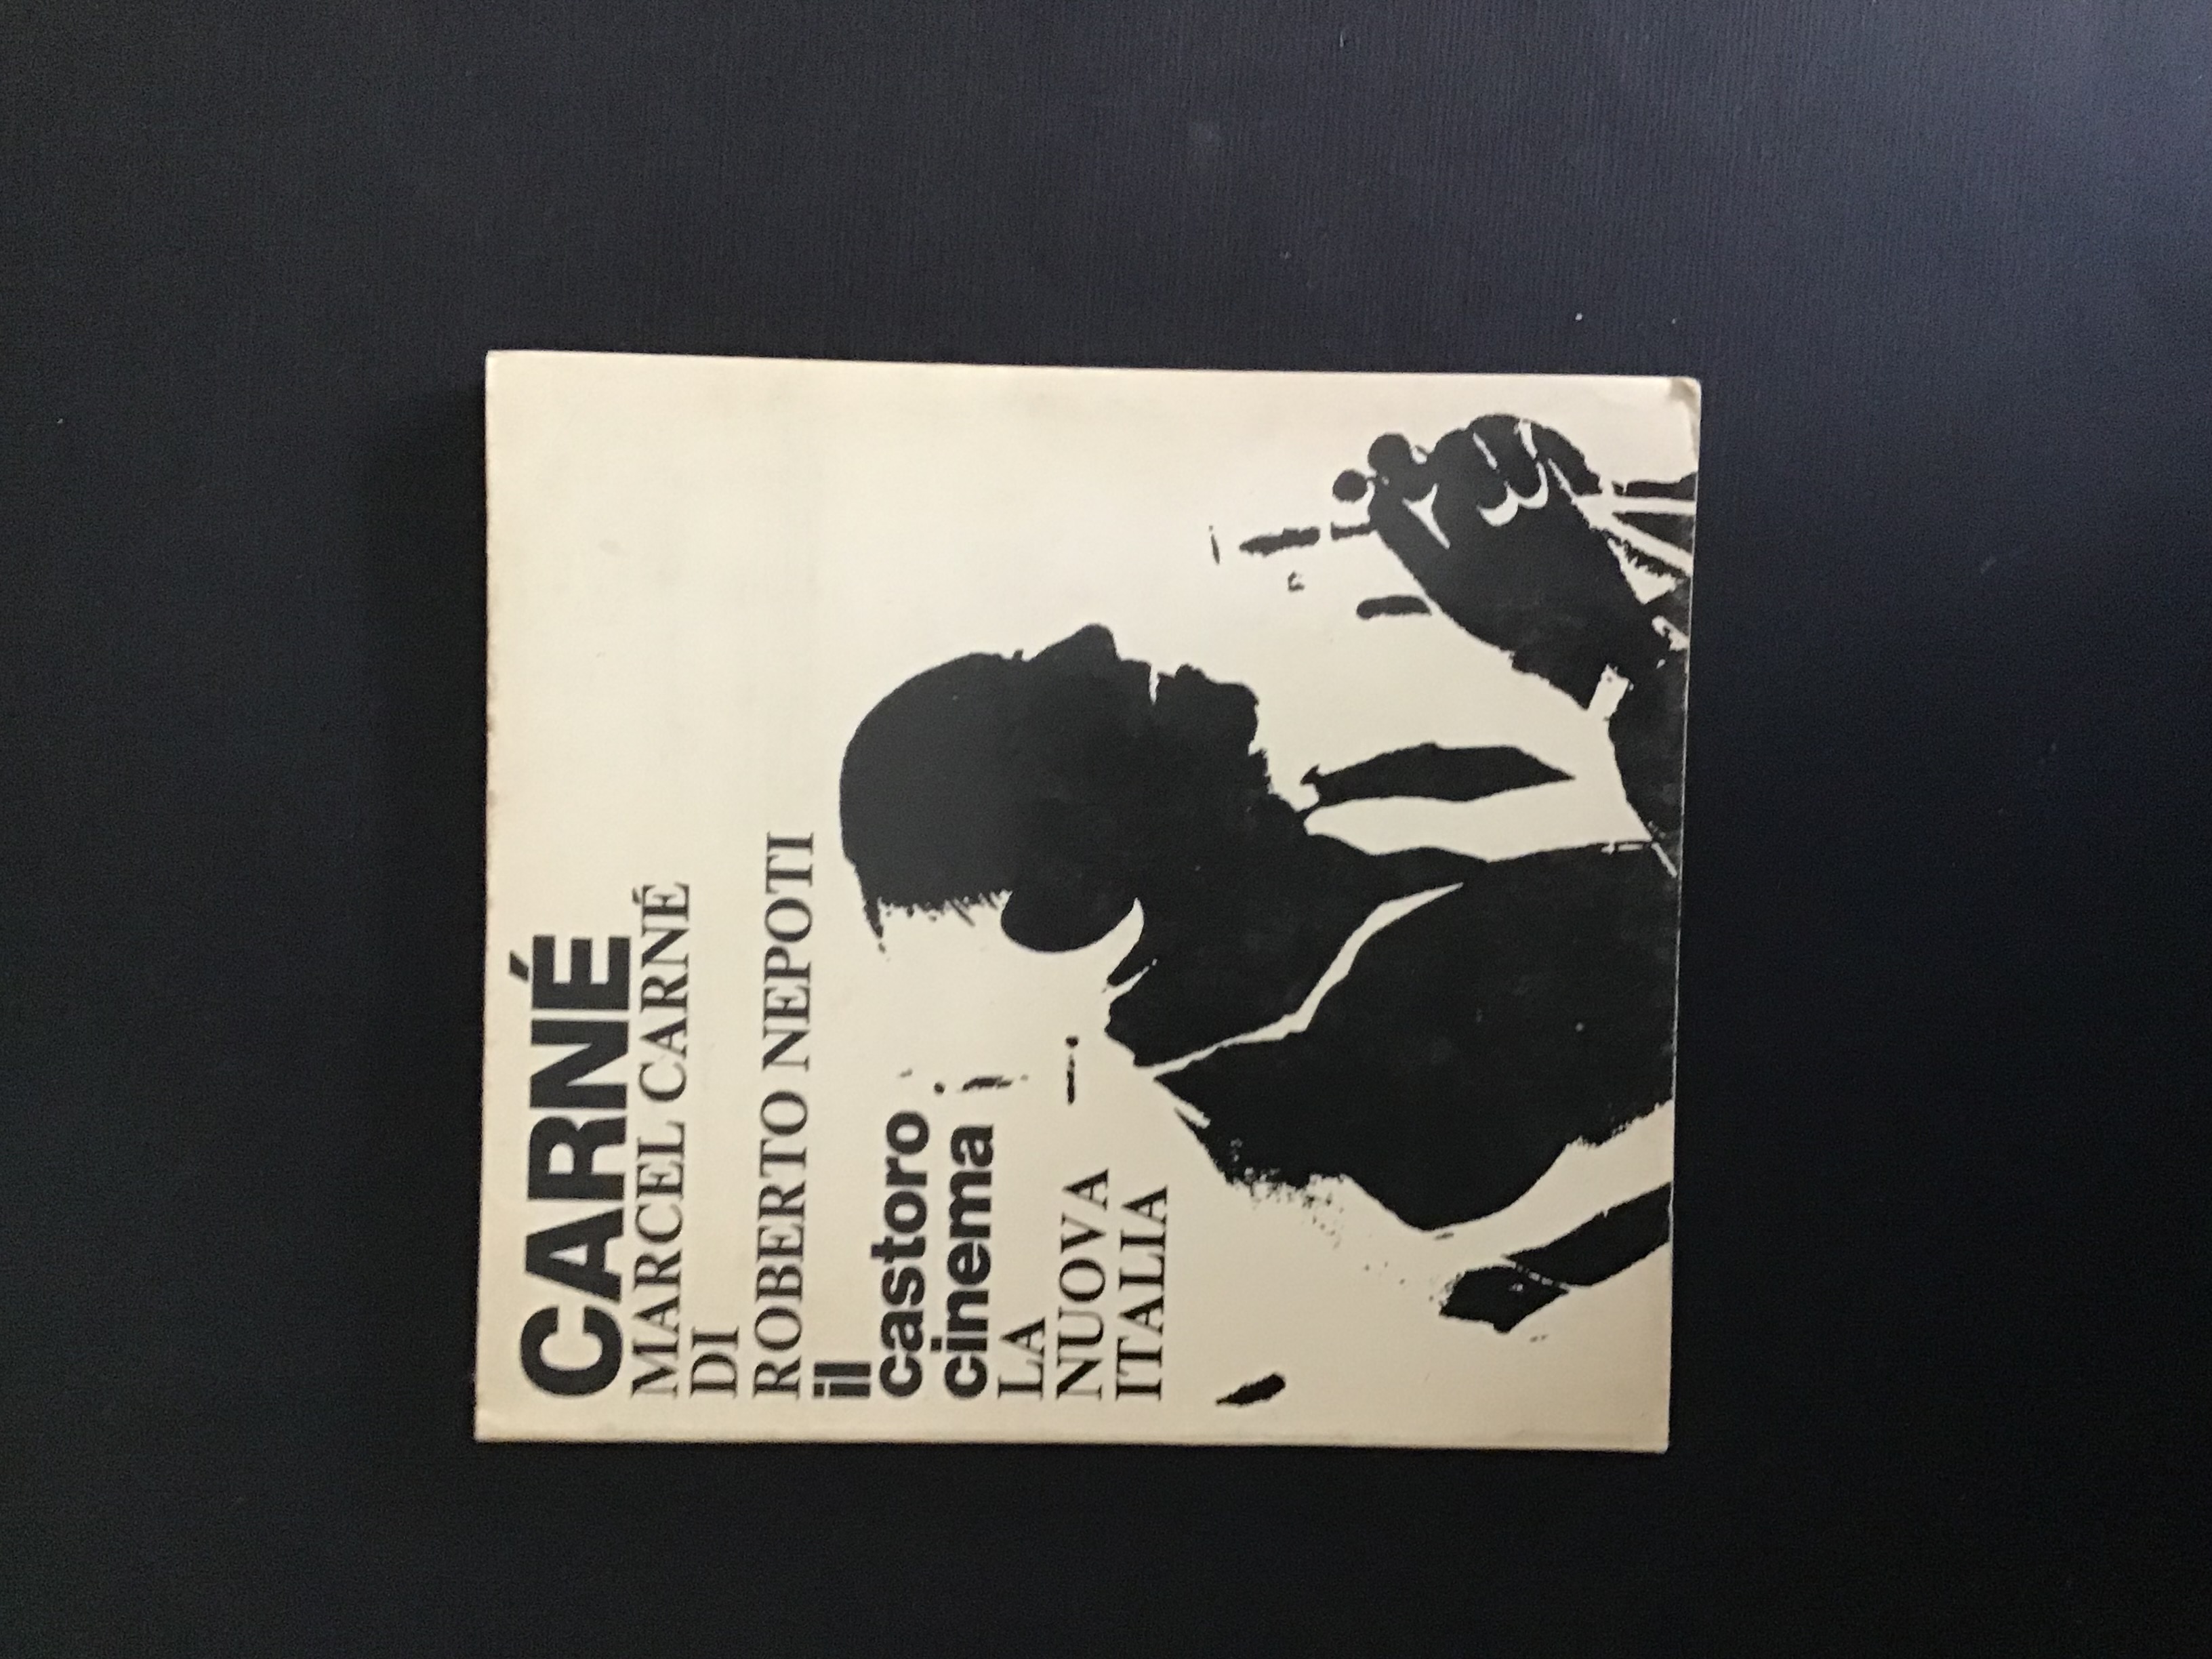 CARNÉ
MARCEL CARNÉ
DI
ROBERTO NEPOTI
il
castoro
cinema
LA
NUOVA
ITALIA